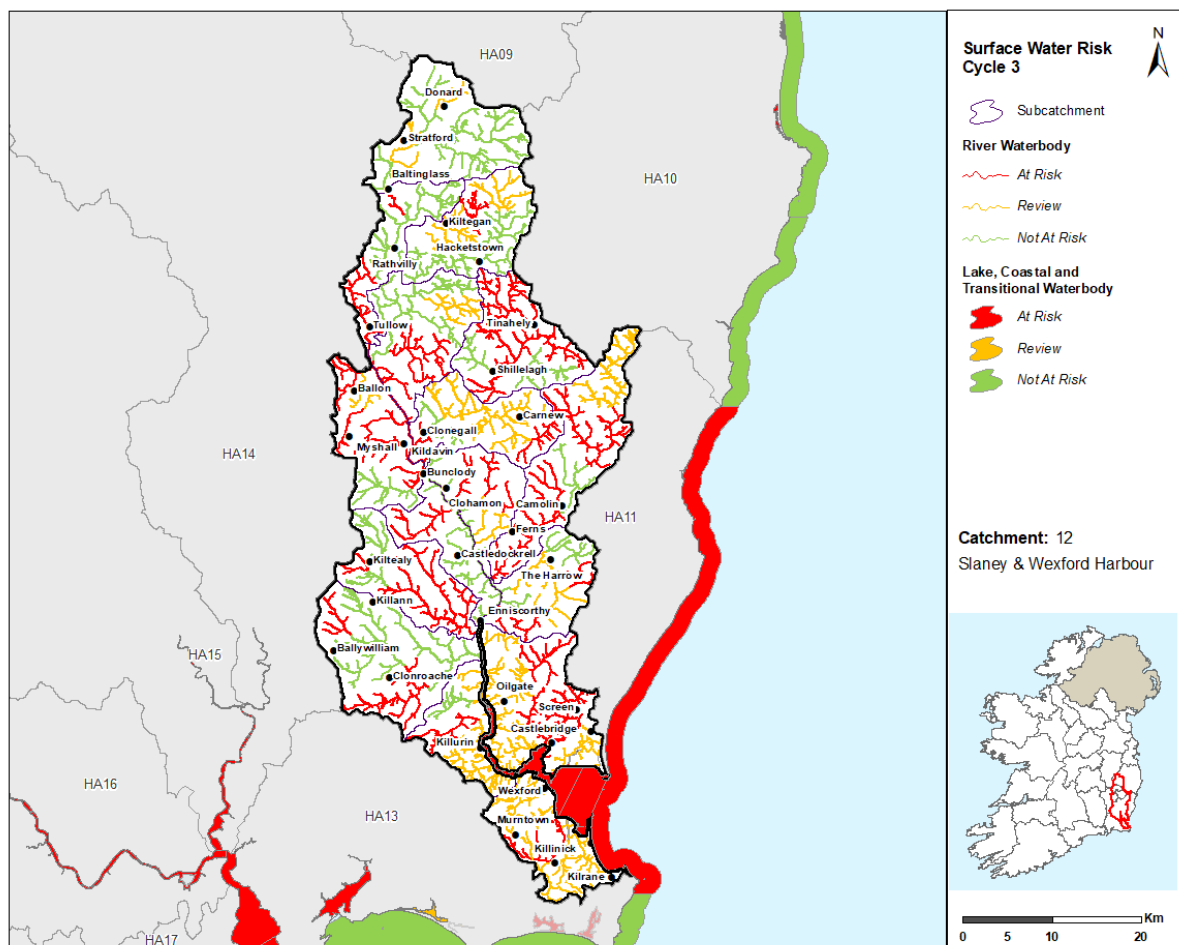 HA09
Donard
Stratford
Baltinglass
HA10
Kiltegan
Hacketstown
Rathvilly
Tullow
Tinahely
Shillelagh
Ballon
Carnew
Clonegall
Myshall
Kildavin
HA14
Bunclody
Clohamon
Camolin
HA11
Ferns
Castledockrell
Kiltealy
The Harrow
Killann
Enniscorthy
Ballywilliam
HA15
Clonroache
Oilgate
Screen
Castlebridge
Killurin
HA16
Wexford
HA13
Murntown
Killinick
Kilrane
HA17
Surface Water Risk
Cycle 3
N
Subcatchment
River Waterbody
At Risk
Review
Not At Risk
Lake, Coastal and
Transitional Waterbody
At Risk
Review
Not At Risk
Catchment: 12
Slaney & Wexford Harbour
Km
0 5 10 20